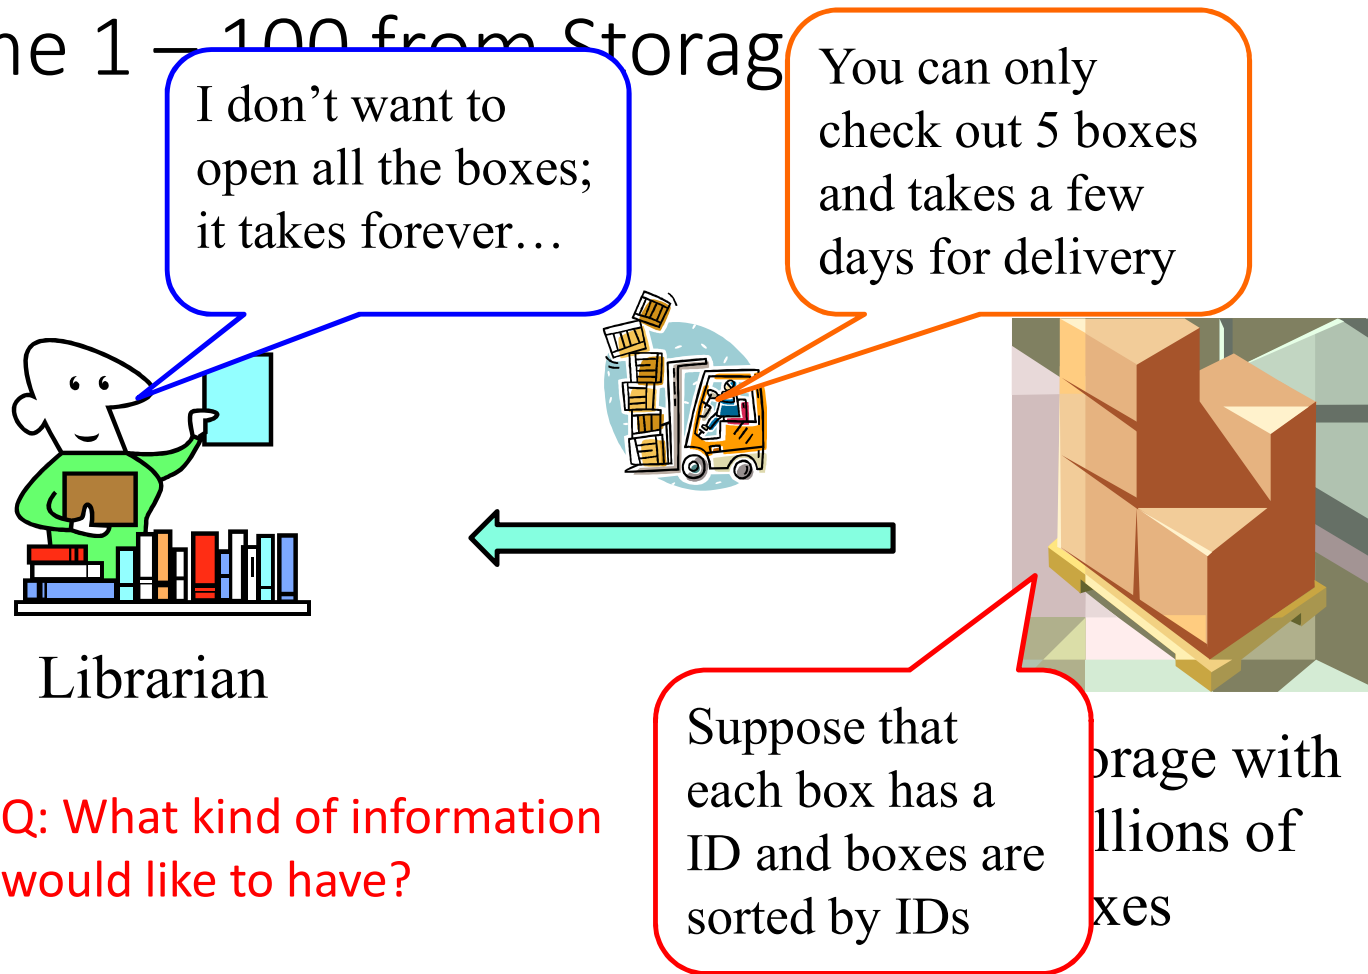 1 – 100 from Storag
I don’t want to
open all the boxes;
it takes forever…
You can only
check out 5 boxes
and takes a few
days for delivery
Librarian
Suppose that
each box has a
ID and boxes are
sorted by IDs
orage with
llions of
xes
Q: What kind of information
would like to have?